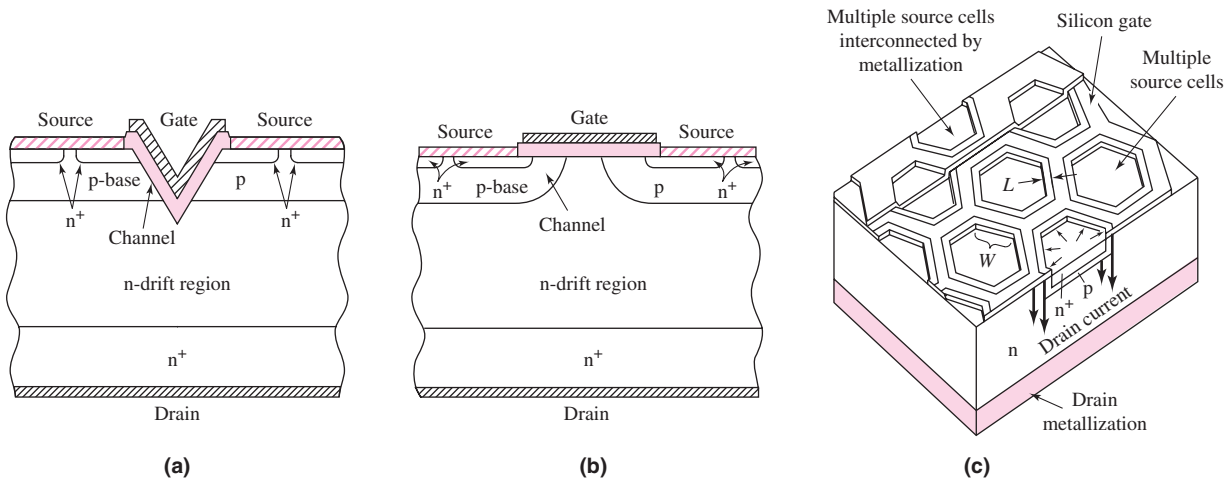 Source
Gate
Source
p-base
p
n+
n+
Channel
n-drift region
n+
Drain
(a)
Gate
Source
Source
n+
p-base
p
n+
Channel
n-drift region
n+
Drain
(b)
Multiple source cells
interconnected by
metallization
Silicon gate
Multiple
source cells
L
W
p
n+
n
Drain current
Drain
metallization
(c)